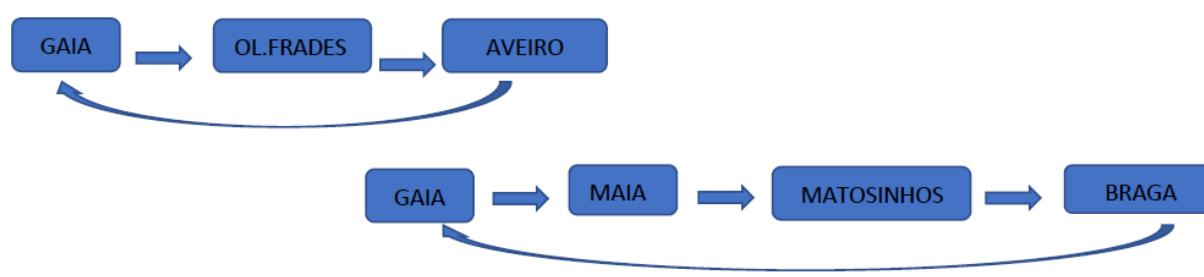 GAIA
OL.FRADES
AVEIRO
GAIA
MAIA
MATOSINHOS
BRAGA